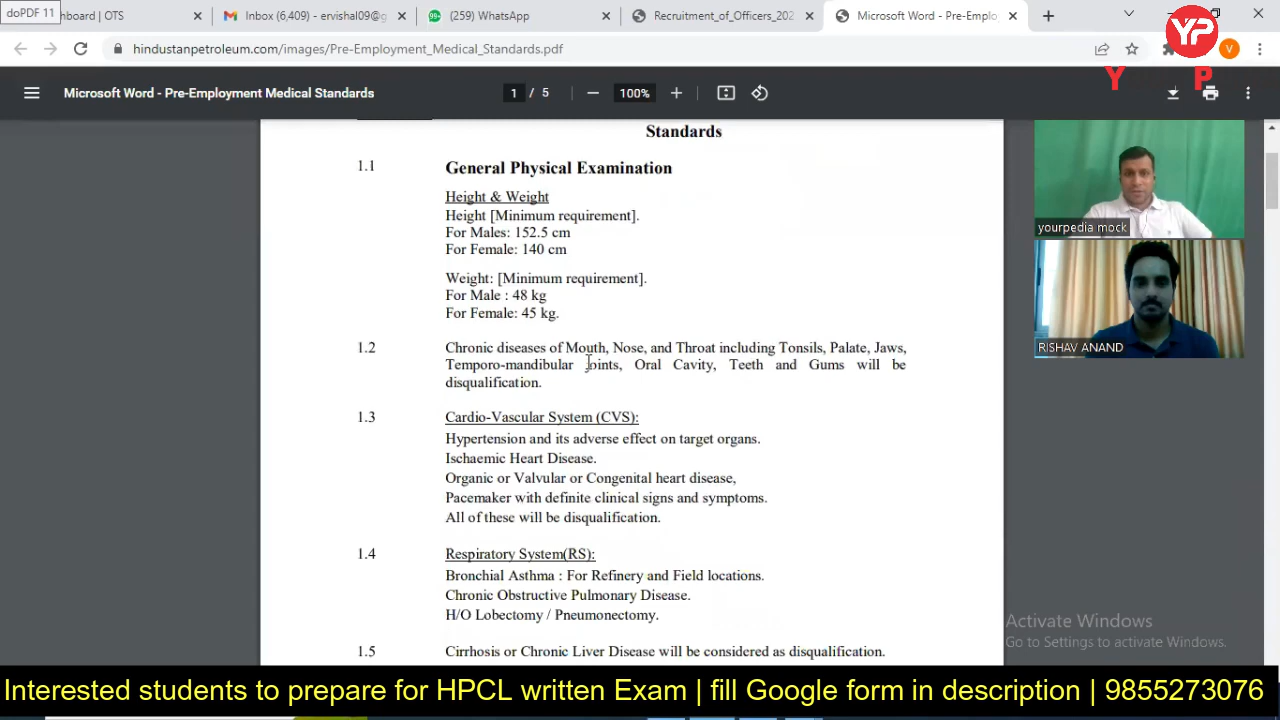 doPDF 11
board | OTS
Inbox (6,409) - ervishal09@g
(259) WhatsApp
Recruitment_of_Officers_202
Microsoft Word - Pre-Emplo
YP
hindustanpetroleum.com/images/Pre-Employment_Medical_Standards.pdf
V
Y P
Microsoft Word - Pre-Employment Medical Standards
1 / 5
100%
Standards
1.1 General Physical Examination
Height & Weight
Height [Minimum requirement].
For Males: 152.5 cm
For Female: 140 cm
Weight: [Minimum requirement].
For Male : 48 kg
For Female: 45 kg.
1.2 Chronic diseases of Mouth, Nose, and Throat including Tonsils, Palate, Jaws,
Temporo-mandibular Joints, Oral Cavity, Teeth and Gums will be
disqualification.
1.3 Cardio-Vascular System (CVS):
Hypertension and its adverse effect on target organs.
Ischaemic Heart Disease.
Organic or Valvular or Congenital heart disease,
Pacemaker with definite clinical signs and symptoms.
All of these will be disqualification.
1.4 Respiratory System(RS):
Bronchial Asthma : For Refinery and Field locations.
Chronic Obstructive Pulmonary Disease.
H/O Lobectomy / Pneumonectomy.
1.5 Cirrhosis or Chronic Liver Disease will be considered as disqualification.
yourpedia mock
RISHAV ANAND
Activate Windows
Go to Settings to activate Windows.
Interested students to prepare for HPCL written Exam | fill Google form in description | 9855273076